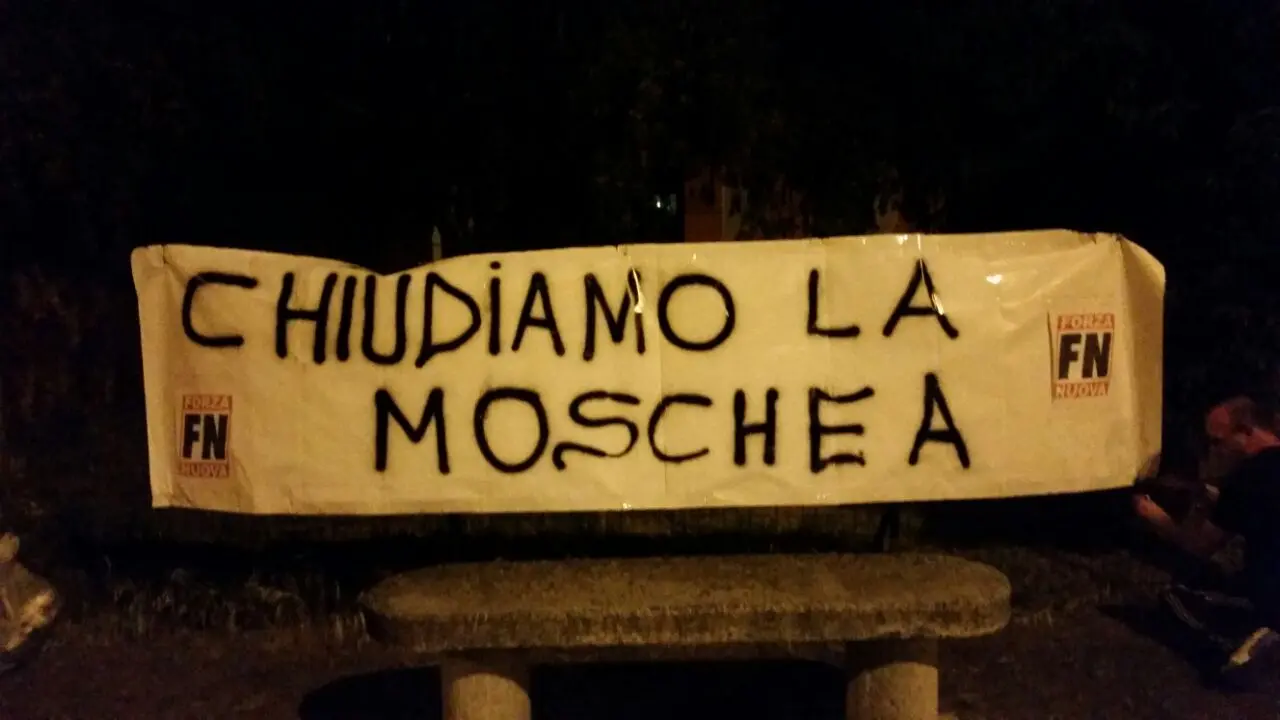 CHIUDiAMO LA
MOSCHEA
FORZA
FN
NUOVA
FORZA
FN
NUOVA